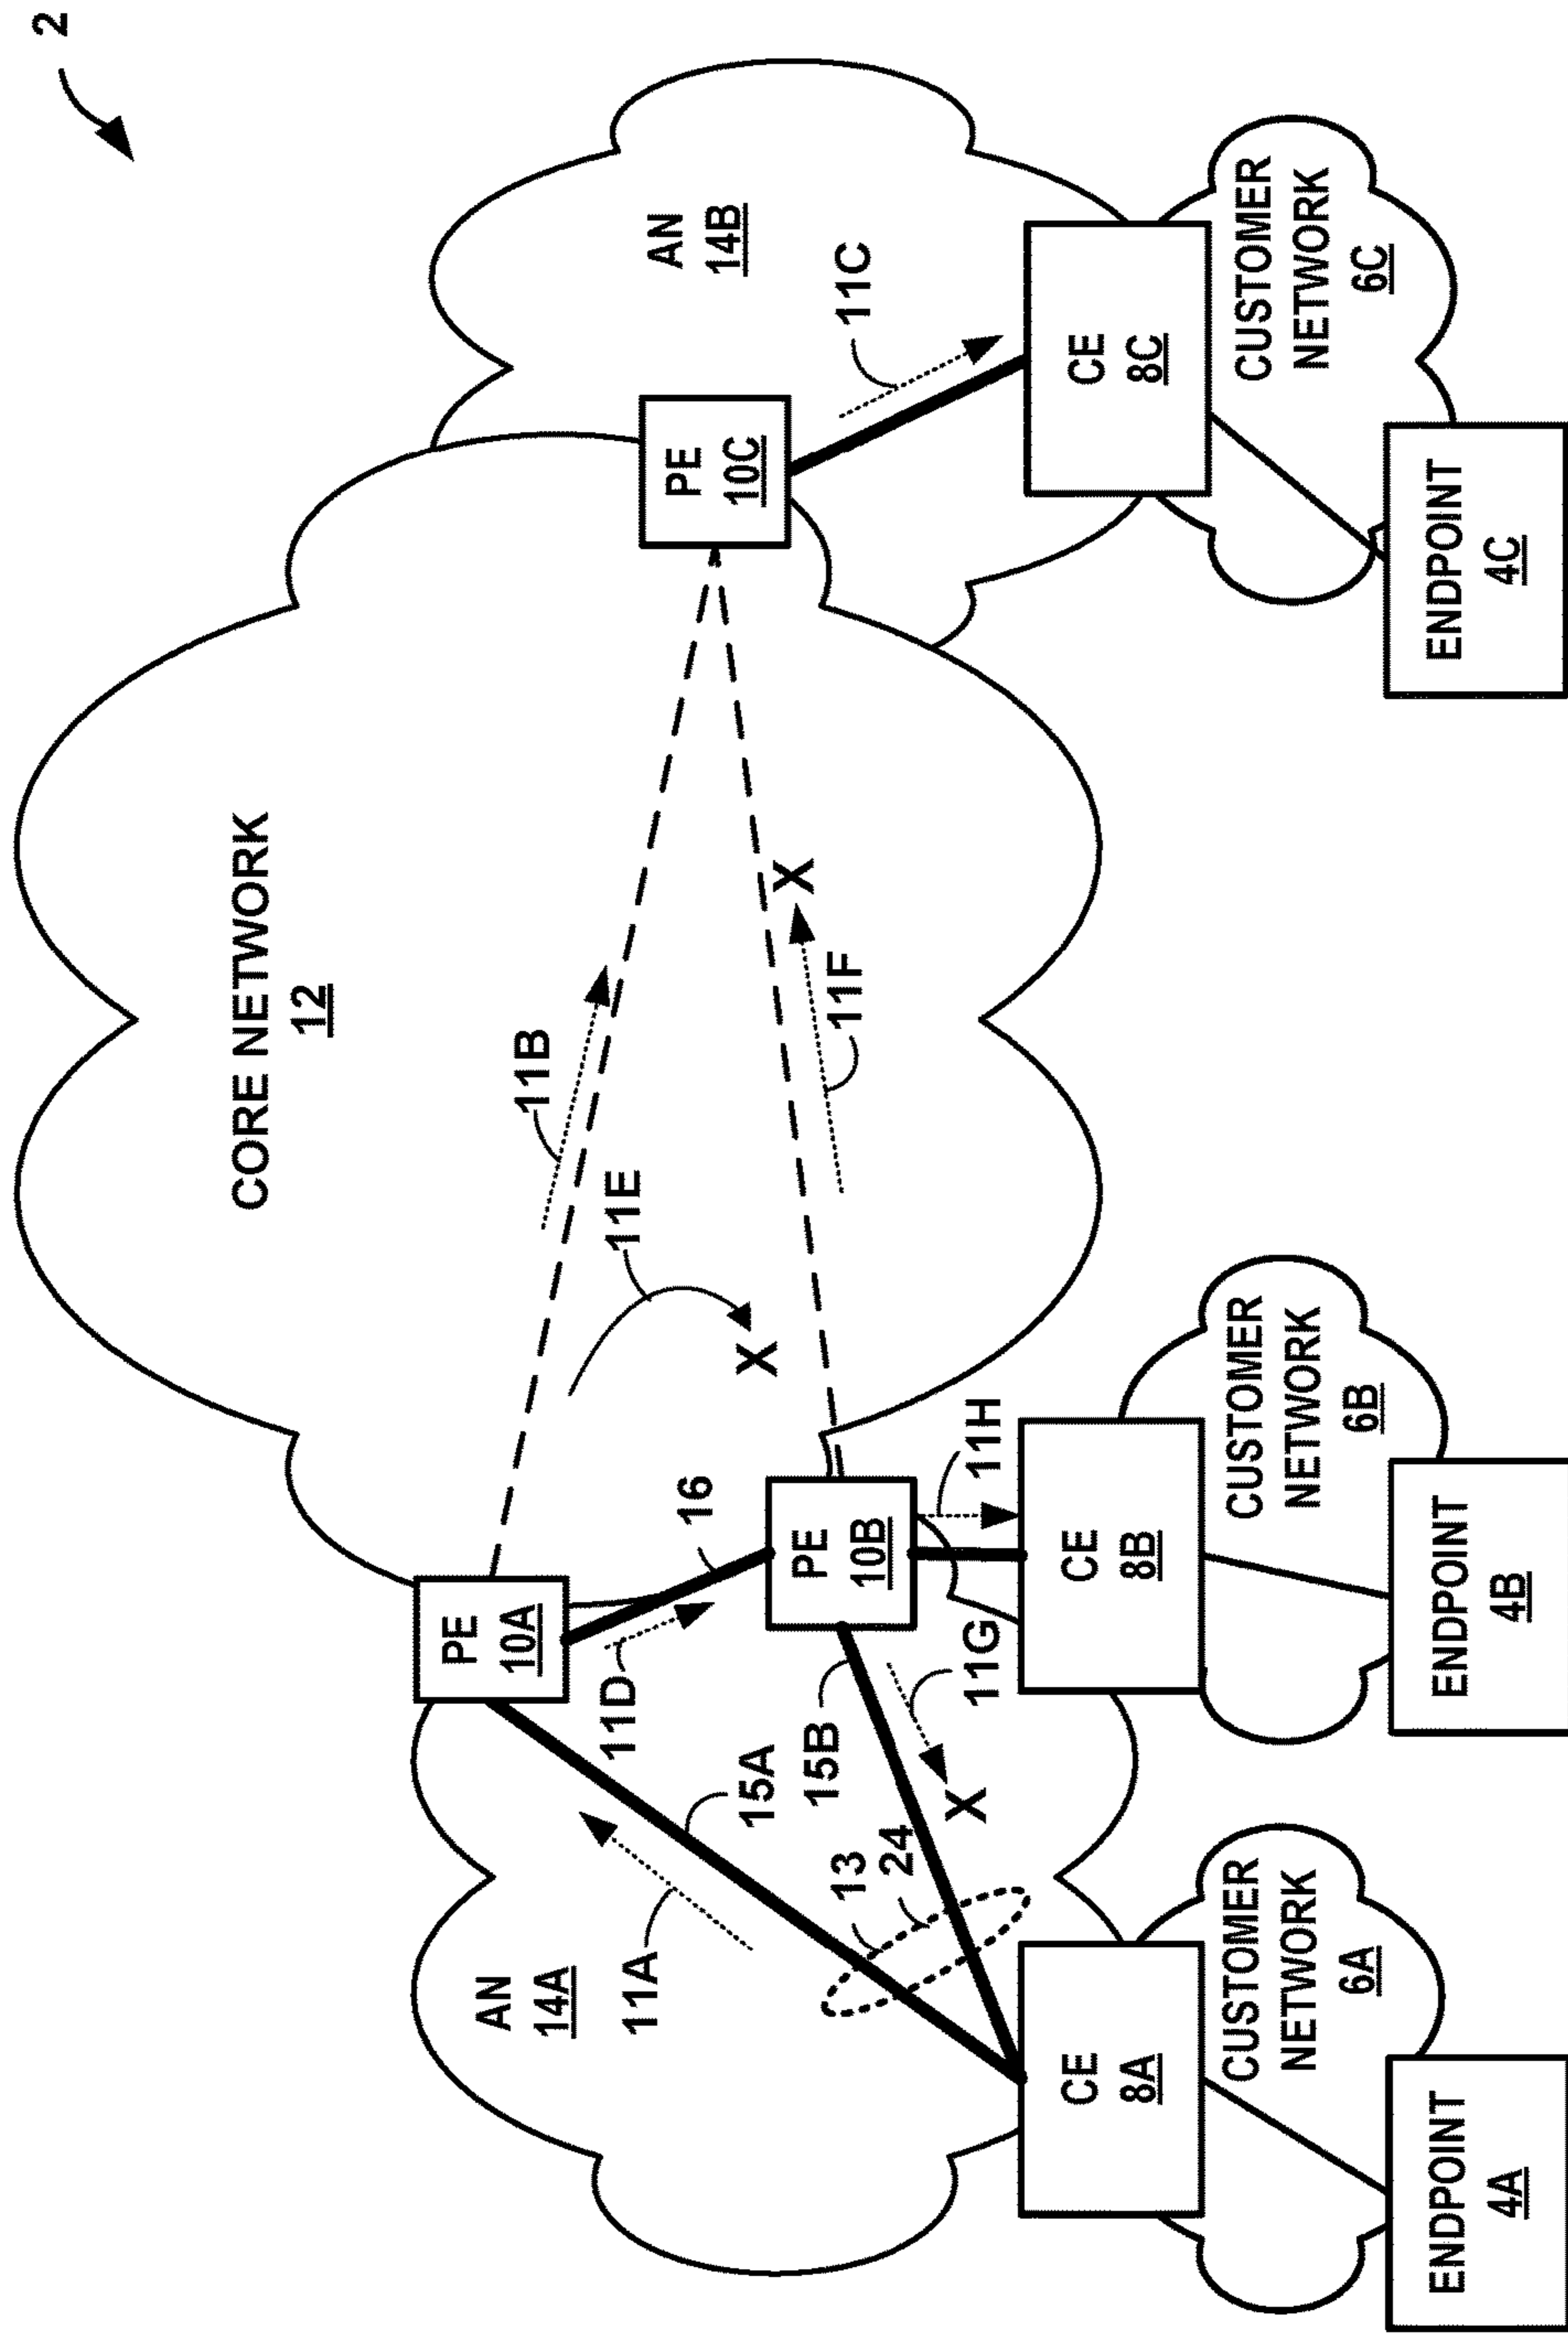 2
CORE NETWORK
12
AN
14B
PE
10C
11C
CE
8C
CUSTOMER
NETWORK
6C
ENDPOINT
4C
11B
11E
X
X
11F
PE
10A
16
11D
PE
10B
11H
15A
15B
11G
X
AN
14A
11A
13
24
CE
8B
CUSTOMER
NETWORK
6B
ENDPOINT
4B
CE
8A
CUSTOMER
NETWORK
6A
ENDPOINT
4A